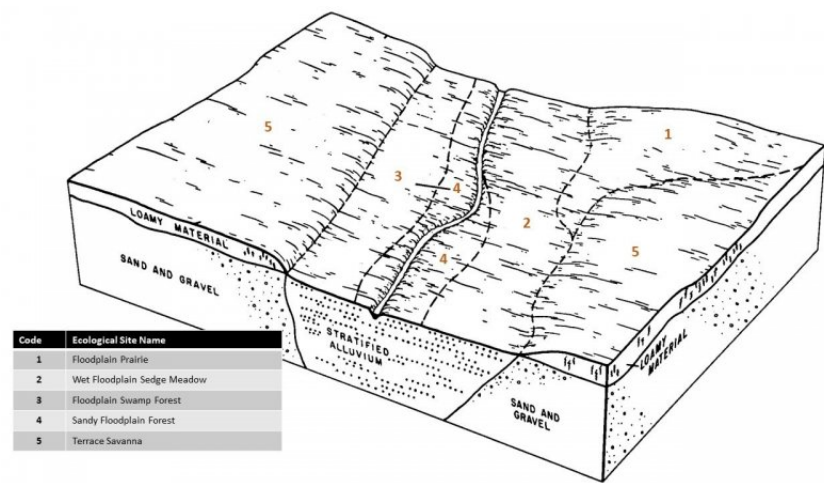 1
5
3
4
2
4
5
LOAMY MATERIAL
SAND AND GRAVEL
STRATIFIED
ALLUVIUM
LOAMY
MATERIAL
SAND AND
GRAVEL
Code Ecological Site Name
1 Floodplain Prairie
2 Wet Floodplain Sedge Meadow
3 Floodplain Swamp Forest
4 Sandy Floodplain Forest
5 Terrace Savanna